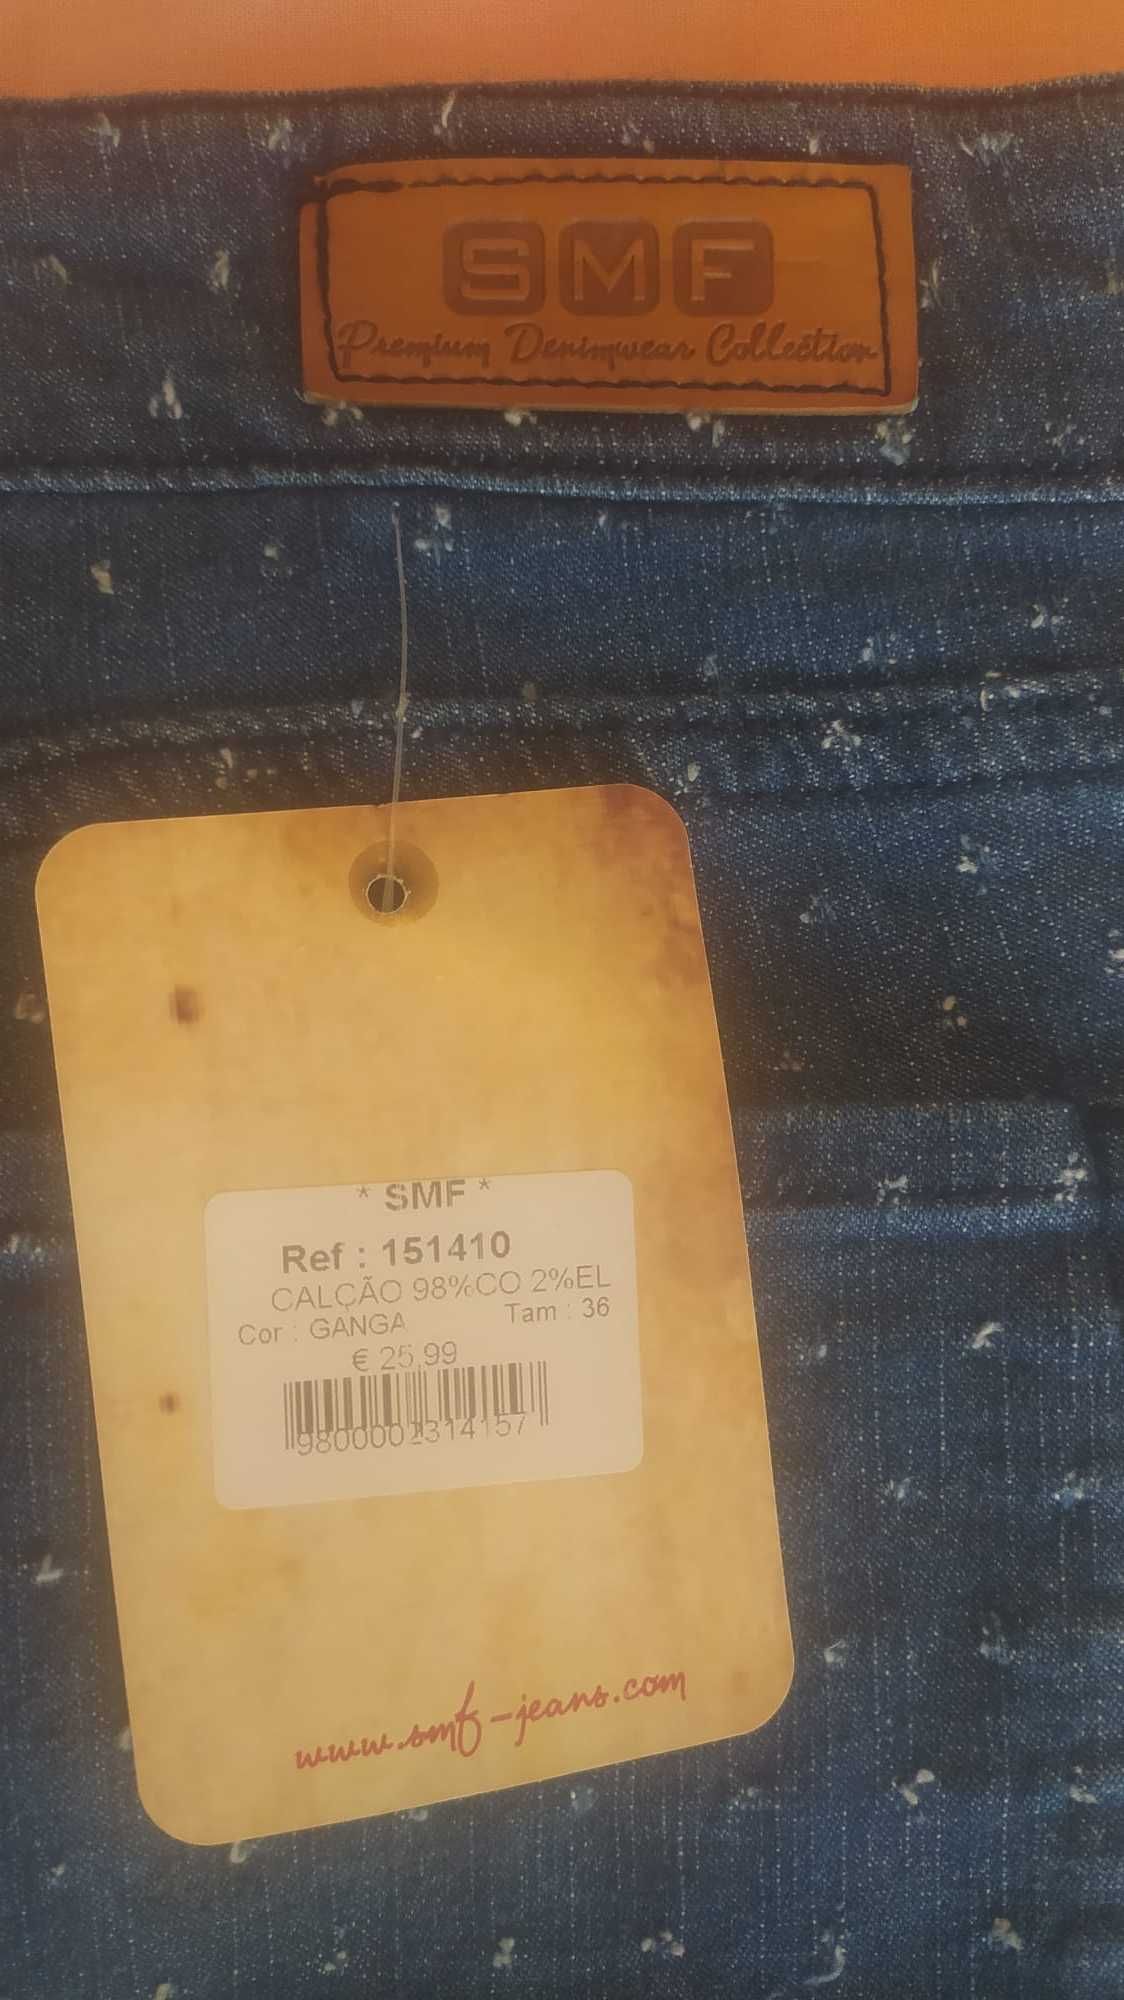 SMF
Premium Denimwear Collection
* SMF *
Ref : 151410
CALÇÃO 98%CO 2%EL
Cor : GANGA Tam : 36
€ 25,99
9800002314157
www.smf-jeans.com